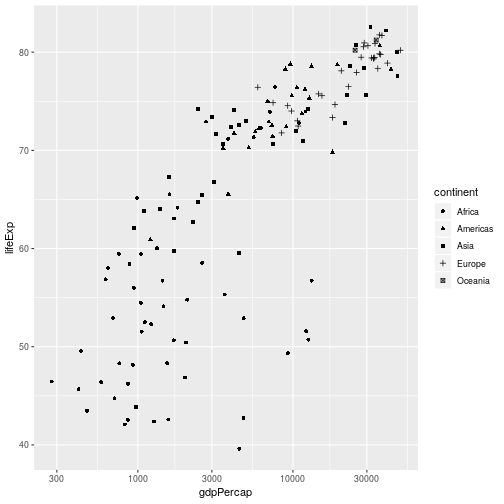 80
70
60
50
40
lifeExp
300
1000
3000
10000
30000
gdpPercap
continent
Africa
Americas
Asia
Europe
Oceania